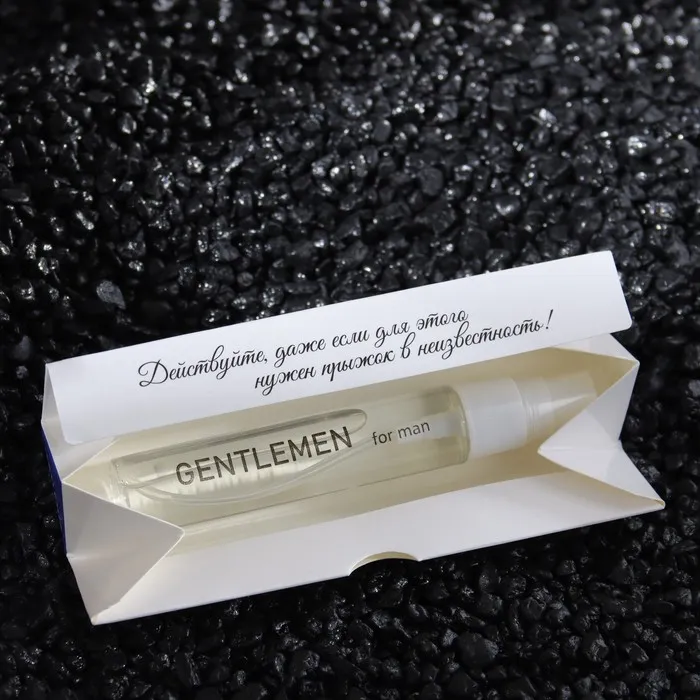 Действуйте, даже если для этого
нужен прыжок в неизвестность!
GENTLEMEN for man